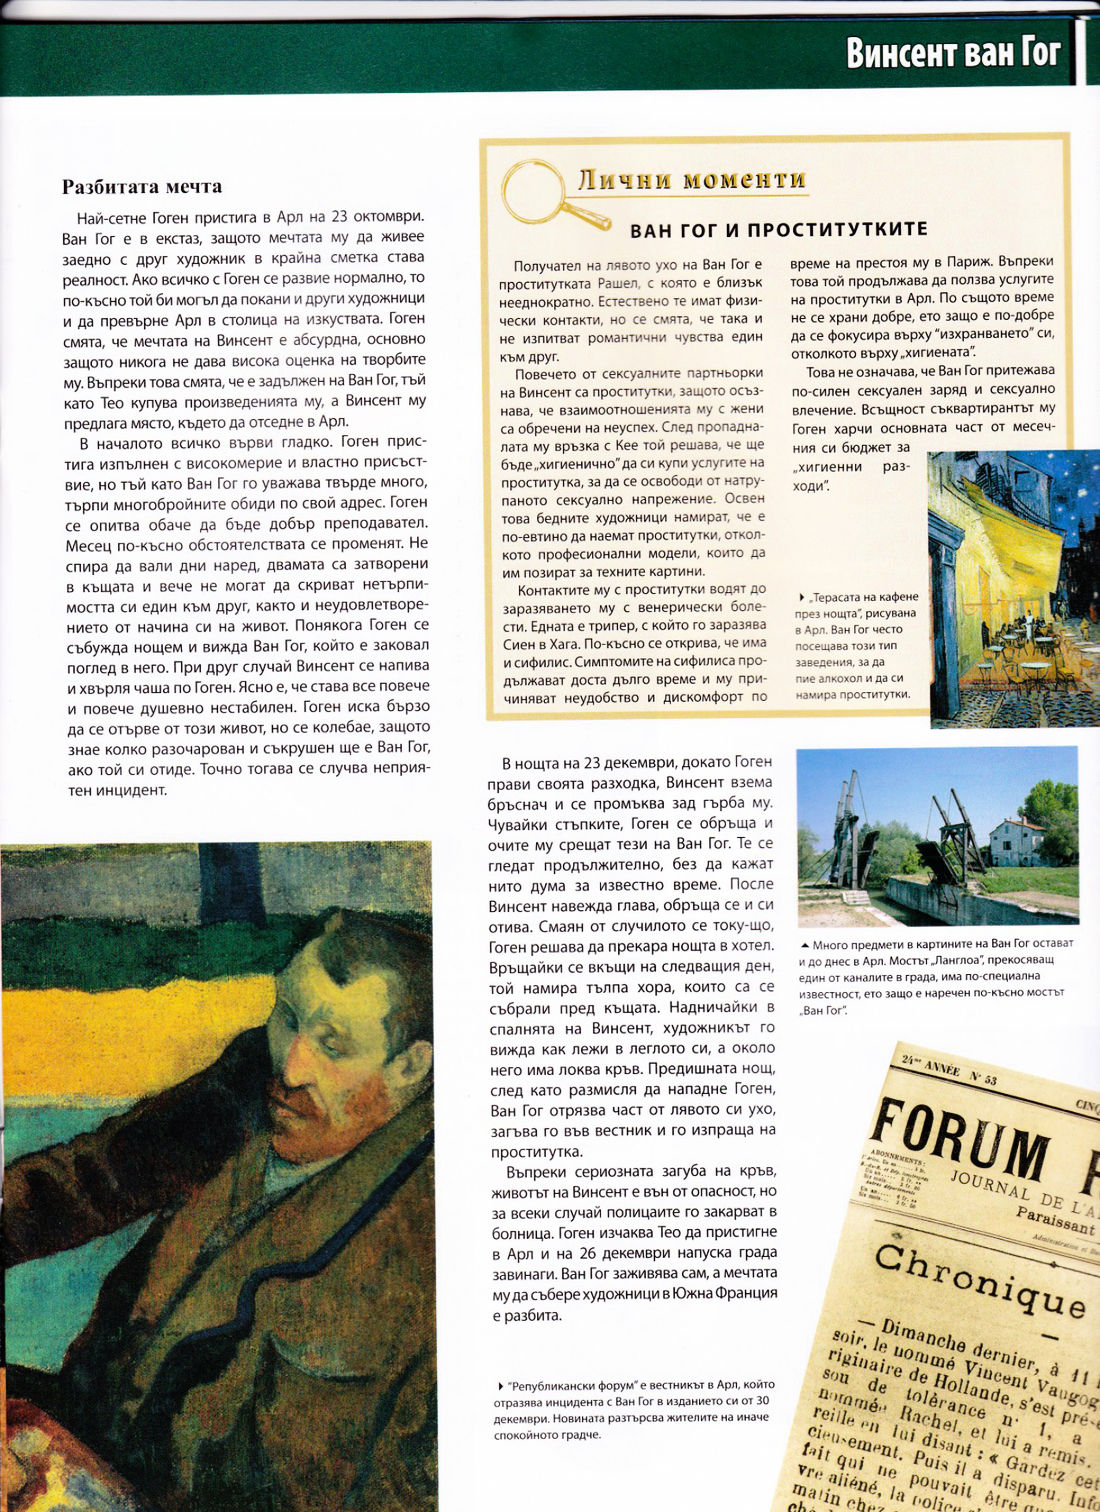 Винсент ван Гог
Разбитата мечта
Най-сетне Гоген пристига в Арл на 23 октомври.
Ван Гог е в екстаз, защото мечтата му да живее
заедно с друг художник в крайна сметка става
реалност. Ако всичко с Гоген се развие нормално, то
по-късно той би могъл да покани и други художници
и да превърне Арл в столица на изкуствата. Гоген
смята, че мечтата на Винсент е абсурдна, основно
защото никога не дава висока оценка на творбите
му. Въпреки това смята, че е задължен на Ван Гог, тъй
като Тео купува произведенията му, а Винсент му
предлага място, където да отседне в Арл.
В началото всичко върви гладко. Гоген прис-
тига изпълнен с високомерие и властно присъст-
вие, но тъй като Ван Гог го уважава твърде много,
търпи многобройните обиди по свой адрес. Гоген
се опитва обаче да бъде добър преподавател.
Месец по-късно обстоятелствата се променят. Не
спира да вали дни наред, двамата са затворени
в къщата и вече не могат да скриват нетърпи-
мостта си един към друг, както и неудовлетворе-
нието от начина си на живот. Понякога Гоген се
събужда нощем и вижда Ван Гог, който е заковал
поглед в него. При друг случай Винсент се напива
и хвърля чаша по Гоген. Ясно е, че става все повече
и повече душевно нестабилен. Гоген иска бързо
да се отърве от този живот, но се колебае, защото
знае колко разочарован и съкрушен ще е Ван Гог,
ако той си отиде. Точно тогава се случва неприя-
тен инцидент.
Лични моменти
ВАН ГОГ И ПРОСТИТУТКИТЕ
Получател на лявото ухо на Ван Гог е
проститутката Рашел, с която е близък
нееднократно. Естествено те имат физи-
чески контакти, но се смята, че така и
не изпитват романтични чувства един
към друг.
Повечето от сексуалните партньорки
на Винсент са проститутки, защото осъз-
нава, че взаимоотношенията му с жени
са обречени на неуспех. След пропадна-
лата му връзка с Кее той решава, че ще
бъде „хигиенично“ да си купи услугите на
проститутка, за да се освободи от натру-
паното сексуално напрежение. Освен
това бедните художници намират, че е
по-евтино да наемат проститутки, откол-
кото професионални модели, които да
им позират за техните картини.
Контактите му с проститутки водят до
заразяването му с венерически боле-
сти. Едната е трипер, с който го заразява
Сиен в Хага. По-късно се открива, че има
и сифилис. Симптомите на сифилиса про-
дължават доста дълго време и му при-
чиняват неудобство и дискомфорт по
време на престоя му в Париж. Въпреки
това той продължава да ползва услугите
на проститутки в Арл. По същото време
не се храни добре, ето защо е по-добре
да се фокусира върху “изхранването” си,
отколкото върху „хигиената“.
Това не означава, че Ван Гог притежава
по-силен сексуален заряд и сексуално
влечение. Всъщност съквартирантът му
Гоген харчи основната част от месеч-
ния си бюджет за
„хигиенни раз-
ходи“.
„Терасата на кафене
през нощта“, рисувана
в Арл. Ван Гог често
посещава този тип
заведения, за да
пие алкохол и да си
намира проститутки.
В нощта на 23 декември, докато Гоген
прави своята разходка, Винсент взема
бръснач и се промъква зад гърба му.
Чувайки стъпките, Гоген се обръща и
очите му срещат тези на Ван Гог. Те се
гледат продължително, без да кажат
нито дума за известно време. После
Винсент навежда глава, обръща се и си
отива. Смаян от случилото се току-що,
Гоген решава да прекара нощта в хотел.
Връщайки се вкъщи на следващия ден,
той намира тълпа хора, които са се
събрали пред къщата. Надничайки в
спалнята на Винсент, художникът го
вижда как лежи в леглото си, а около
него има локва кръв. Предишната нощ,
след като размисля да нападне Гоген,
Ван Гог отрязва част от лявото си ухо,
загъва го във вестник и го изпраща на
проститутка.
Въпреки сериозната загуба на кръв,
животът на Винсент е вън от опасност, но
за всеки случай полицаите го закарват в
болница. Гоген изчаква Тео да пристигне
в Арл и на 26 декември напуска града
завинаги. Ван Гог заживява сам, а мечтата
му да събере художници в Южна Франция
е разбита.
Много предмети в картините на Ван Гог остават
и до днес в Арл. Мостът „Ланглоа“, прекосяващ
един от каналите в града, има по-специална
известност, ето защо е наречен по-късно мостът
„Ван Гог“.
“Републикански форум” е вестникът в Арл, който
отразява инцидента с Ван Гог в изданието си от 30
декември. Новината разтърсва жителите на иначе
спокойното градче.
24me ANNÉE N° 53
CINQ
FORUM
ABONNEMENTS:
JOURNAL DE L'A
Paraissant
Chronique
— Dimanche dernier, à 11
soir, le nommé Vincent Vaugog
riginaire de Hollande, s'est pré
son de tolérance n° 1, a
nommée Rachel, et lui a remis
reille en lui disant : « Gardez cet
cieusement. Puis il a disparu. Info
fait qui ne pouvait être que
vre aliéné, la police
matin chez